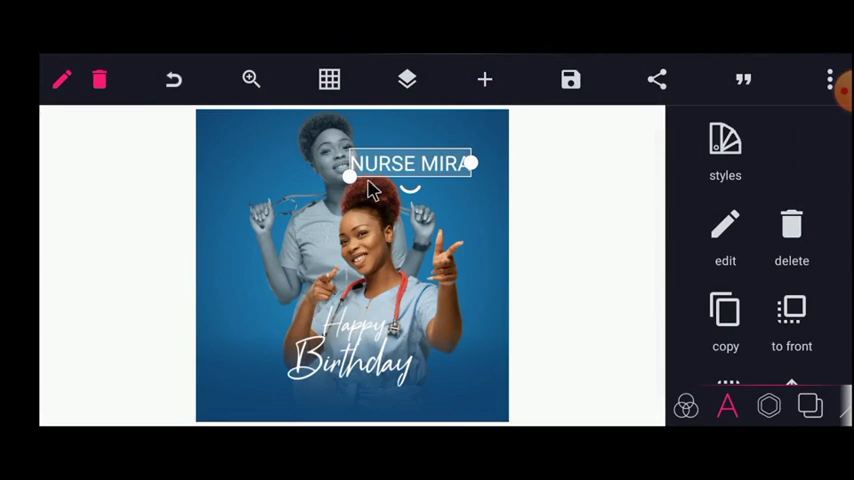 NURSE MIRA
Happy
Birthday
styles
edit
delete
copy
to front